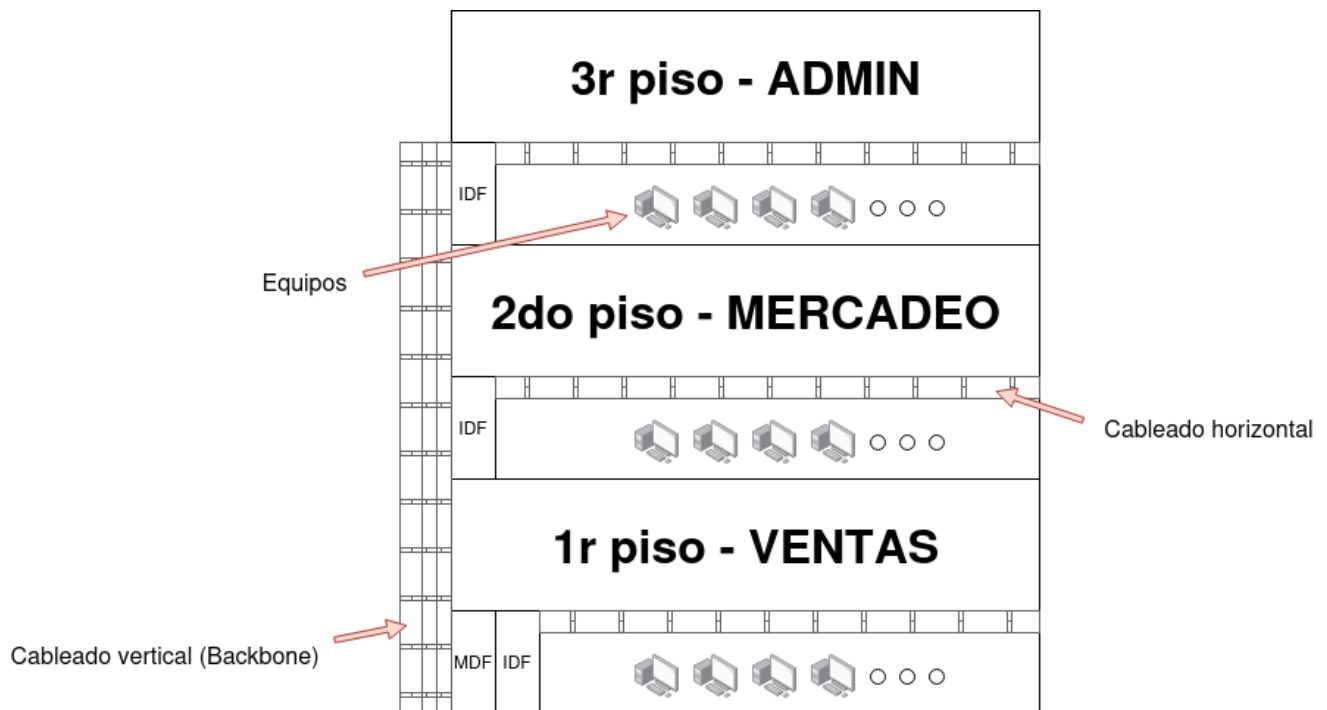 3r piso - ADMIN
IDF
Equipos
2do piso - MERCADEO
IDF
Cableado horizontal
1r piso - VENTAS
Cableado vertical (Backbone)
MDF
IDF